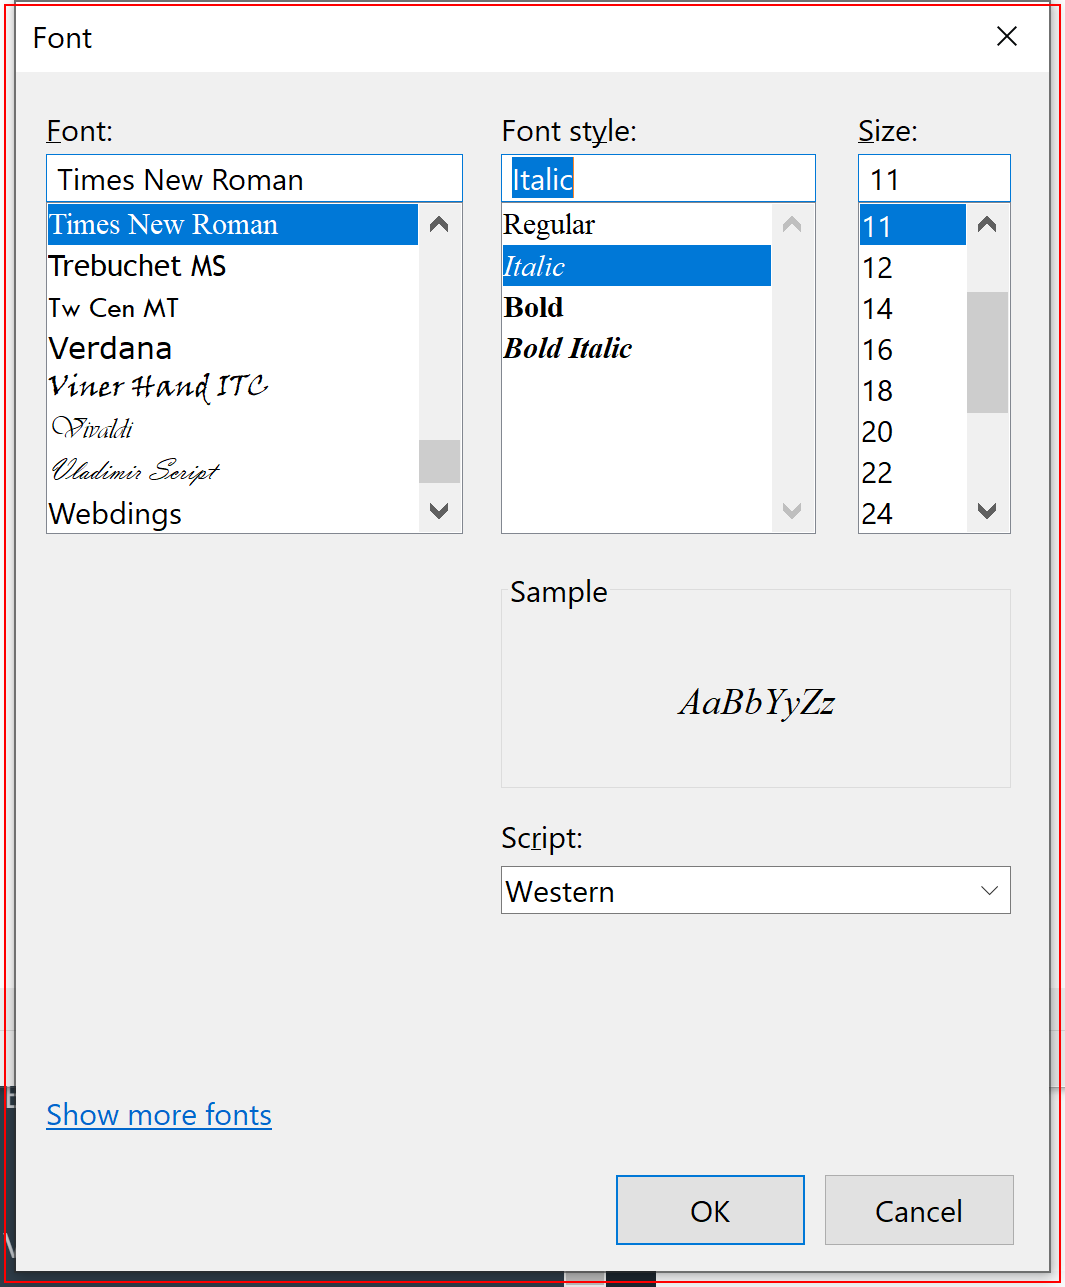 Font
Font:
Times New Roman
Times New Roman
Trebuchet MS
Tw Cen MT
Verdana
Viner Hand ITC
Vivaldi
Vladimir Script
Webdings
Font style:
Italic
Regular
Italic
Bold
Bold Italic
Size:
11
11
12
14
16
18
20
22
24
Sample
AaBbYyZz
Script:
Western
Show more fonts
OK
Cancel